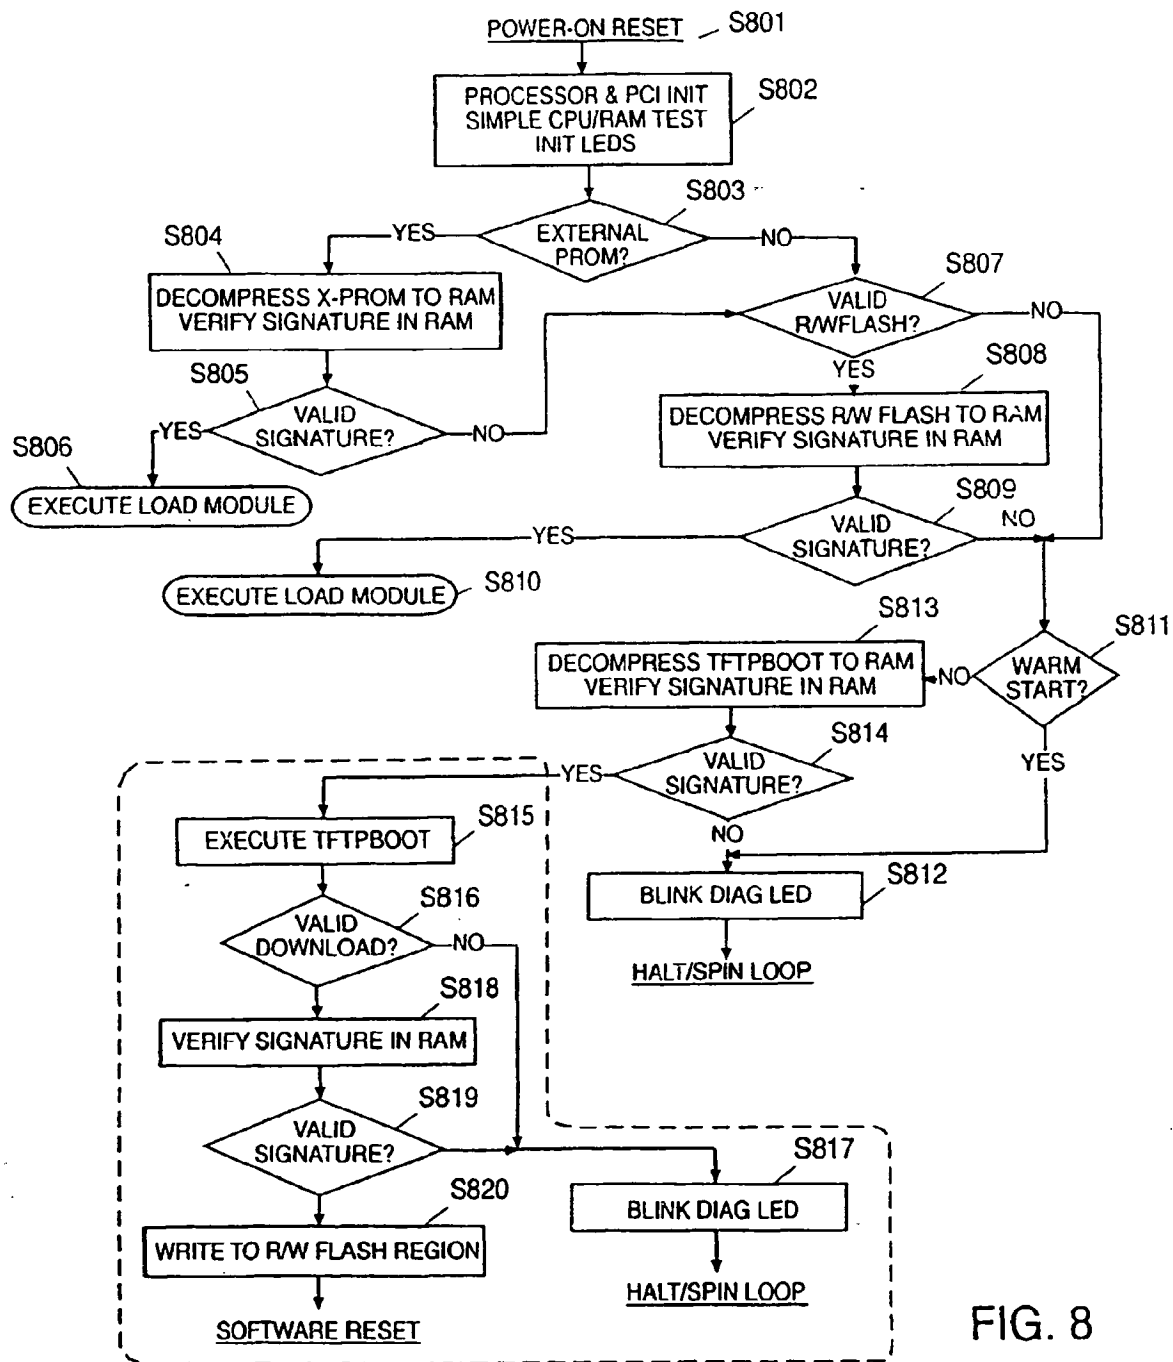 POWER-ON RESET
S801
PROCESSOR & PCI INIT
SIMPLE CPU/RAM TEST
INIT LEDS
S802
S803
EXTERNAL
PROM?
YES
NO
S804
DECOMPRESS X-PROM TO RAM
VERIFY SIGNATURE IN RAM
S807
VALID
R/WFLASH?
NO
YES
S805
VALID
SIGNATURE?
YES
NO
S808
DECOMPRESS R/W FLASH TO RAM
VERIFY SIGNATURE IN RAM
S806
EXECUTE LOAD MODULE
S809
VALID
SIGNATURE?
NO
YES
EXECUTE LOAD MODULE
S810
S813
DECOMPRESS TFTPBOOT TO RAM
VERIFY SIGNATURE IN RAM
S811
WARM
START?
NO
YES
S814
VALID
SIGNATURE?
YES
NO
S815
EXECUTE TFTPBOOT
S812
BLINK DIAG LED
HALT/SPIN LOOP
S816
VALID
DOWNLOAD?
NO
S818
VERIFY SIGNATURE IN RAM
S819
VALID
SIGNATURE?
S817
BLINK DIAG LED
HALT/SPIN LOOP
S820
WRITE TO R/W FLASH REGION
SOFTWARE RESET
FIG. 8